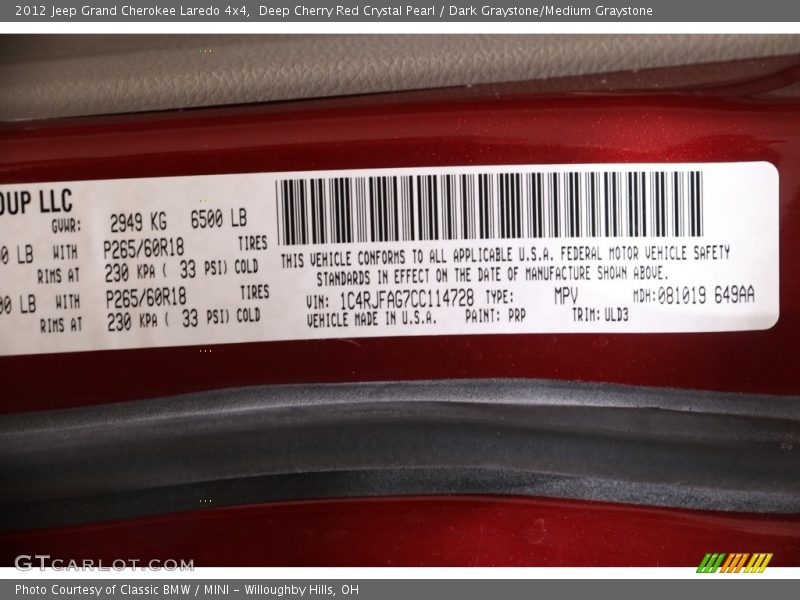 2012 Jeep Grand Cherokee Laredo 4x4,  Deep Cherry Red Crystal Pearl / Dark Graystone/Medium Graystone
OUP LLC
GVWR: 2949 KG 6500 LB
0 LB WITH P265/60R18 TIRES
RIMS AT 230 KPA ( 33 PSI) COLD
00 LB WITH P265/60R18 TIRES
RIMS AT 230 KPA ( 33 PSI) COLD
THIS VEHICLE CONFORMS TO ALL APPLICABLE U.S.A. FEDERAL MOTOR VEHICLE SAFETY
STANDARDS IN EFFECT ON THE DATE OF MANUFACTURE SHOWN ABOVE.
VIN: 1C4RJFAG7CC114728 TYPE: MPV MDH:081019 649AA
VEHICLE MADE IN U.S.A. PAINT: PRP TRIM: ULD3
GTCARLOT.COM
Photo Courtesy of Classic BMW / MINI - Willoughby Hills, OH